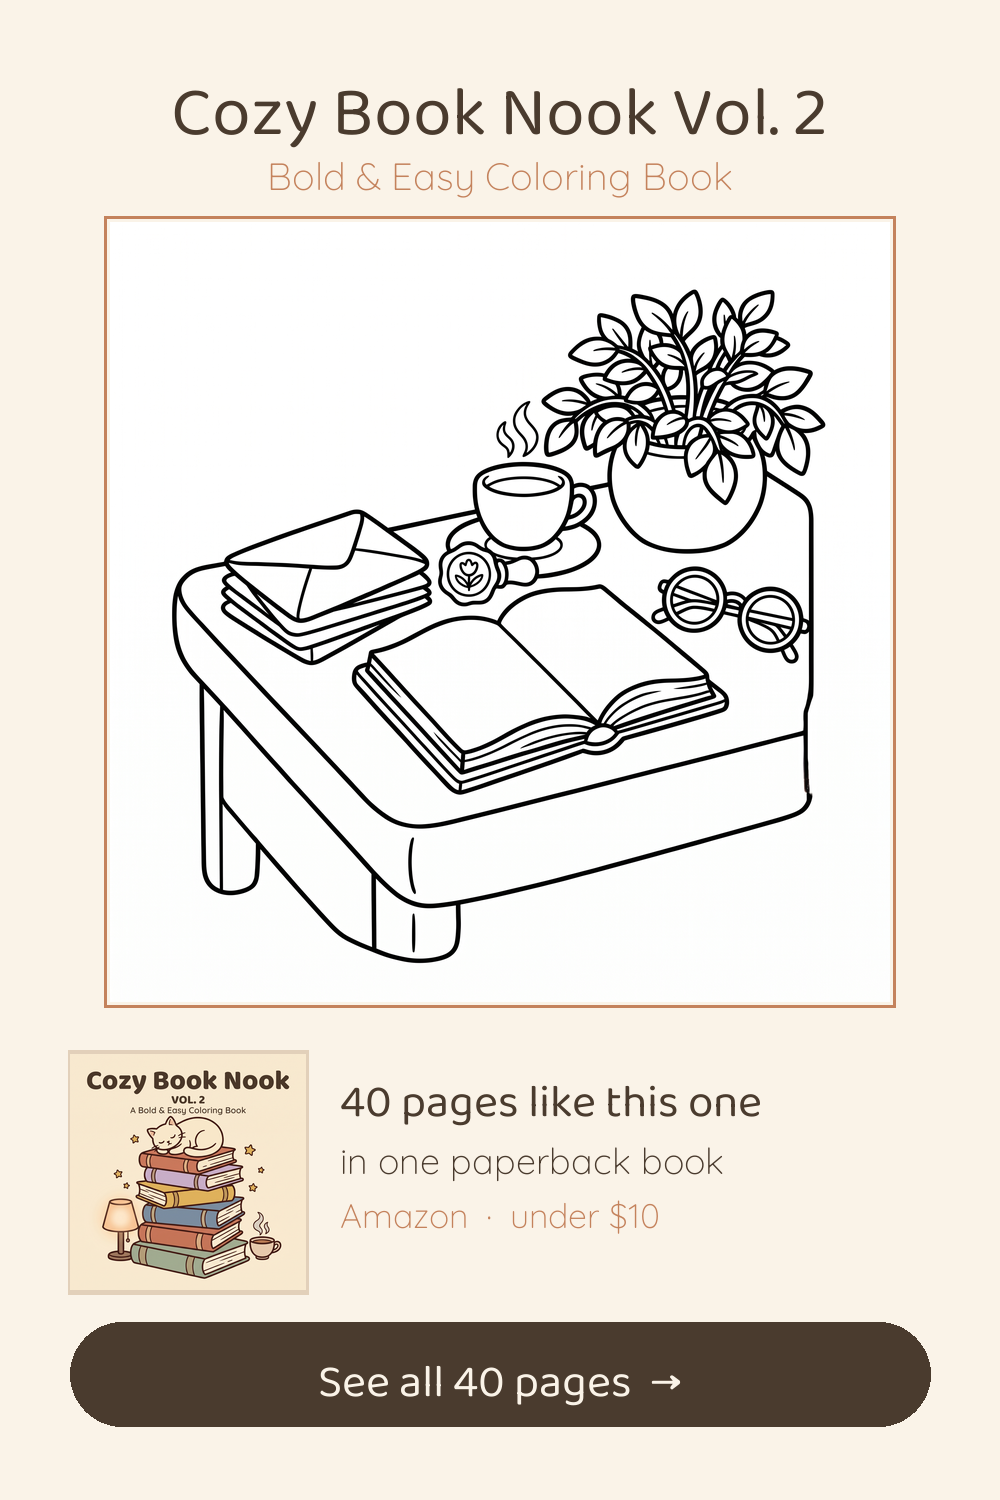 Cozy Book Nook Vol. 2
Bold & Easy Coloring Book
Cozy Book Nook
VOL. 2
A Bold & Easy Coloring Book
40 pages like this one
in one paperback book
Amazon · under $10
See all 40 pages →